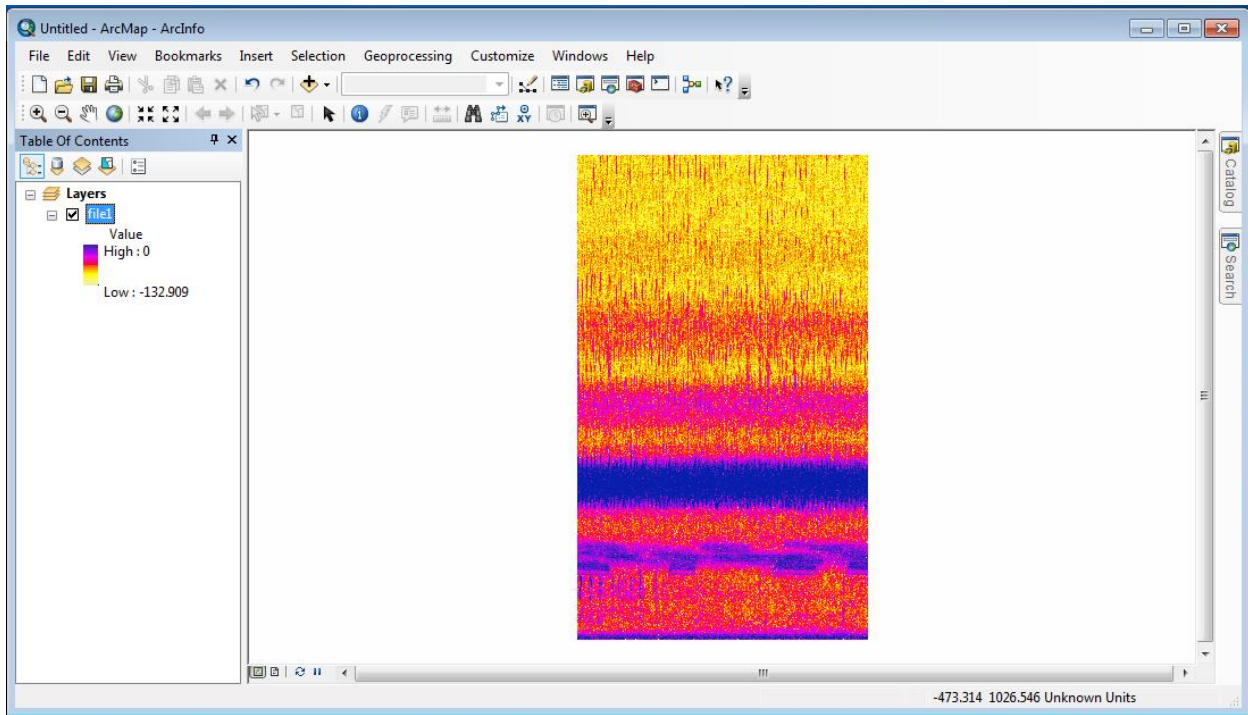 Untitled - ArcMap - ArcInfo
File Edit View Bookmarks Insert Selection Geoprocessing Customize Windows Help
Table Of Contents
Layers
file1
Value
High : 0
Low : -132.909
Catalog
Search
-473.314 1026.546 Unknown Units